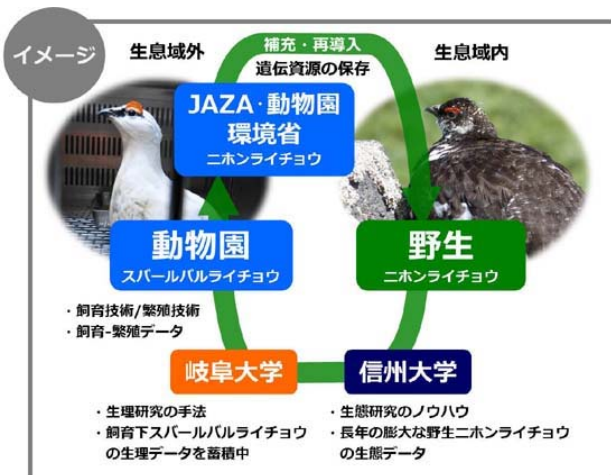 イメージ
生息域外
補充・再導入
遺伝資源の保存
生息域内
JAZA・動物園
環境省
ニホンライチョウ
動物園
スバールバルライチョウ
野生
ニホンライチョウ
・飼育技術/繁殖技術
・飼育-繁殖データ
岐阜大学
信州大学
・生理研究の手法
・飼育下スバールバルライチョウ
の生理データを蓄積中
・生態研究のノウハウ
・長年の膨大な野生ニホンライチョウ
の生態データ